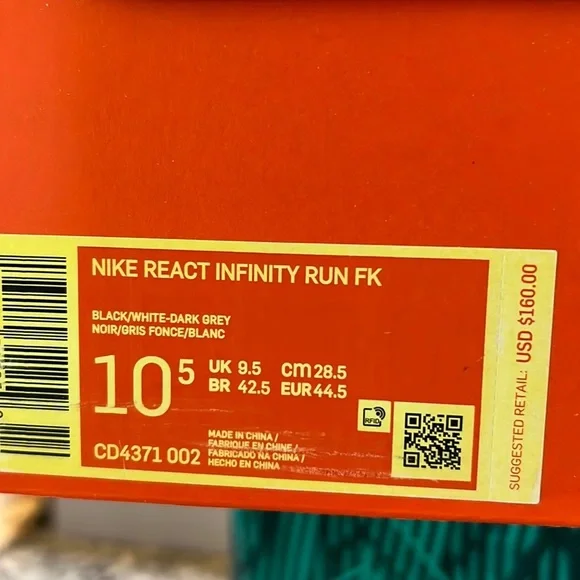 NIKE REACT INFINITY RUN FK
BLACK/WHITE-DARK GREY
NOIR/GRIS FONCE/BLANC
10 5
UK 9.5 CM 28.5
BR 42.5 EUR 44.5
CD4371 002
MADE IN CHINA /
FABRIQUE EN CHINE /
FABRICADO NA CHINA /
HECHO EN CHINA
RFID
SUGGESTED RETAIL: USD $160.00